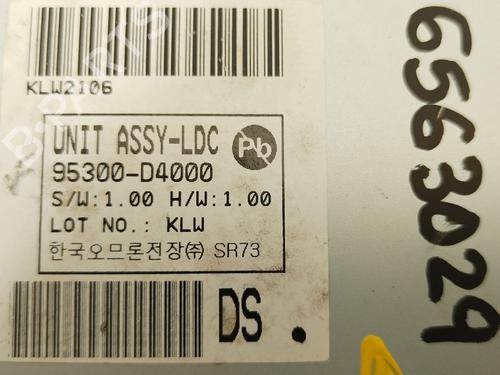 KLW2106
UNIT ASSY-LDC
Pb
95300-D4000
S/W:1.00 H/W:1.00
LOT NO.: KLW
한국오므론전장㈜ SR73
DS .
6563029
B-PARTS